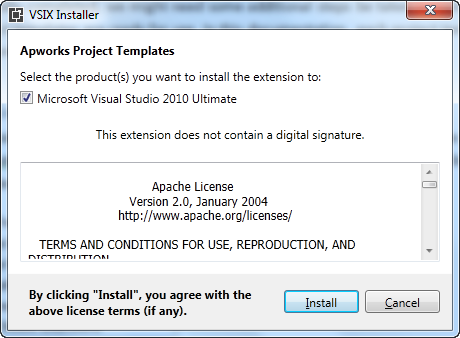 VSIX Installer
Apworks Project Templates
Select the product(s) you want to install the extension to:
Microsoft Visual Studio 2010 Ultimate
This extension does not contain a digital signature.
Apache License
Version 2.0, January 2004
http://www.apache.org/licenses/
TERMS AND CONDITIONS FOR USE, REPRODUCTION, AND
DISTRIBUTION
By clicking "Install", you agree with the
above license terms (if any).
Install
Cancel